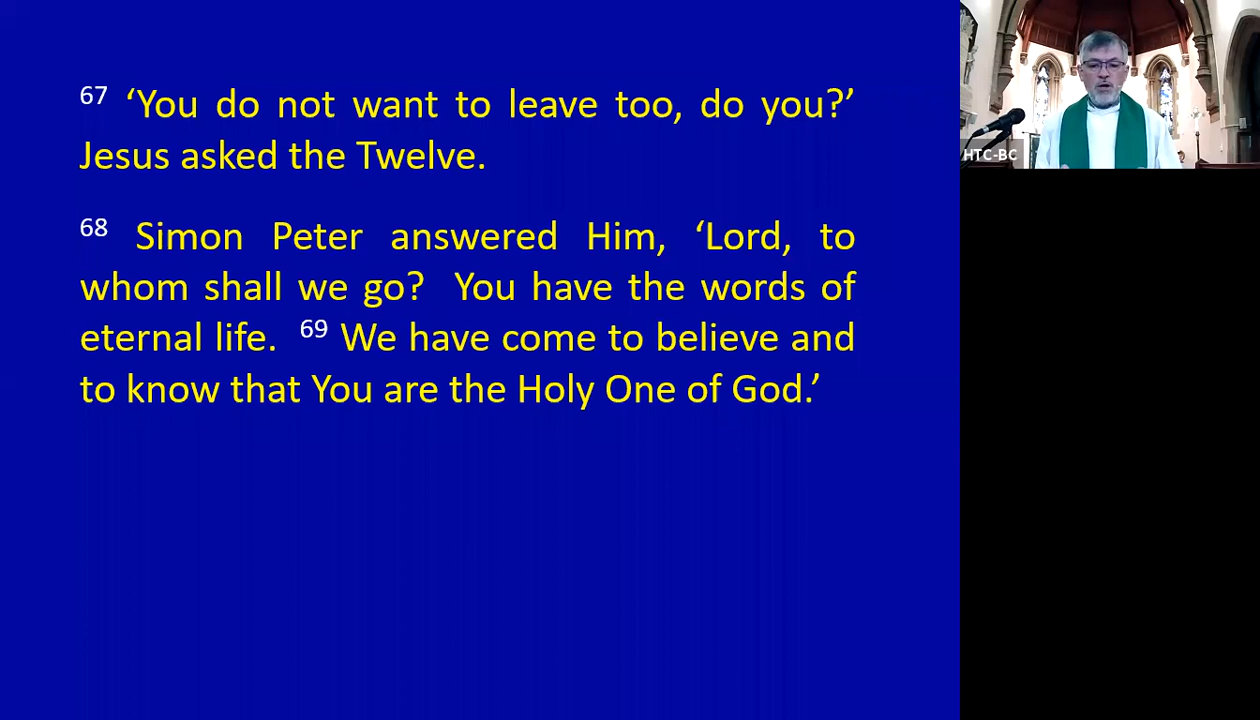 67 ‘You do not want to leave too, do you?’
Jesus asked the Twelve.
68 Simon Peter answered Him, ‘Lord, to
whom shall we go? You have the words of
eternal life. 69 We have come to believe and
to know that You are the Holy One of God.’
HTC-BC